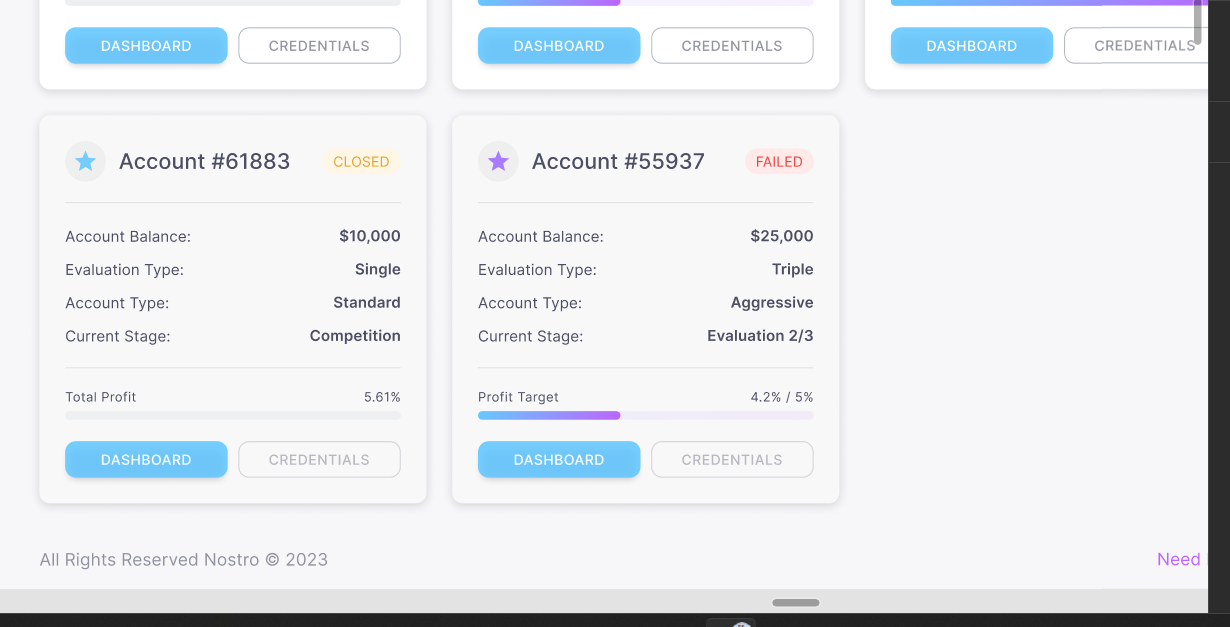 DASHBOARD CREDENTIALS DASHBOARD CREDENTIALS DASHBOARD CREDENTIALS
Account #61883 CLOSED
Account Balance: $10,000
Evaluation Type: Single
Account Type: Standard
Current Stage: Competition
Total Profit 5.61%
DASHBOARD CREDENTIALS
Account #55937 FAILED
Account Balance: $25,000
Evaluation Type: Triple
Account Type: Aggressive
Current Stage: Evaluation 2/3
Profit Target 4.2% / 5%
DASHBOARD CREDENTIALS
All Rights Reserved Nostro © 2023
Need